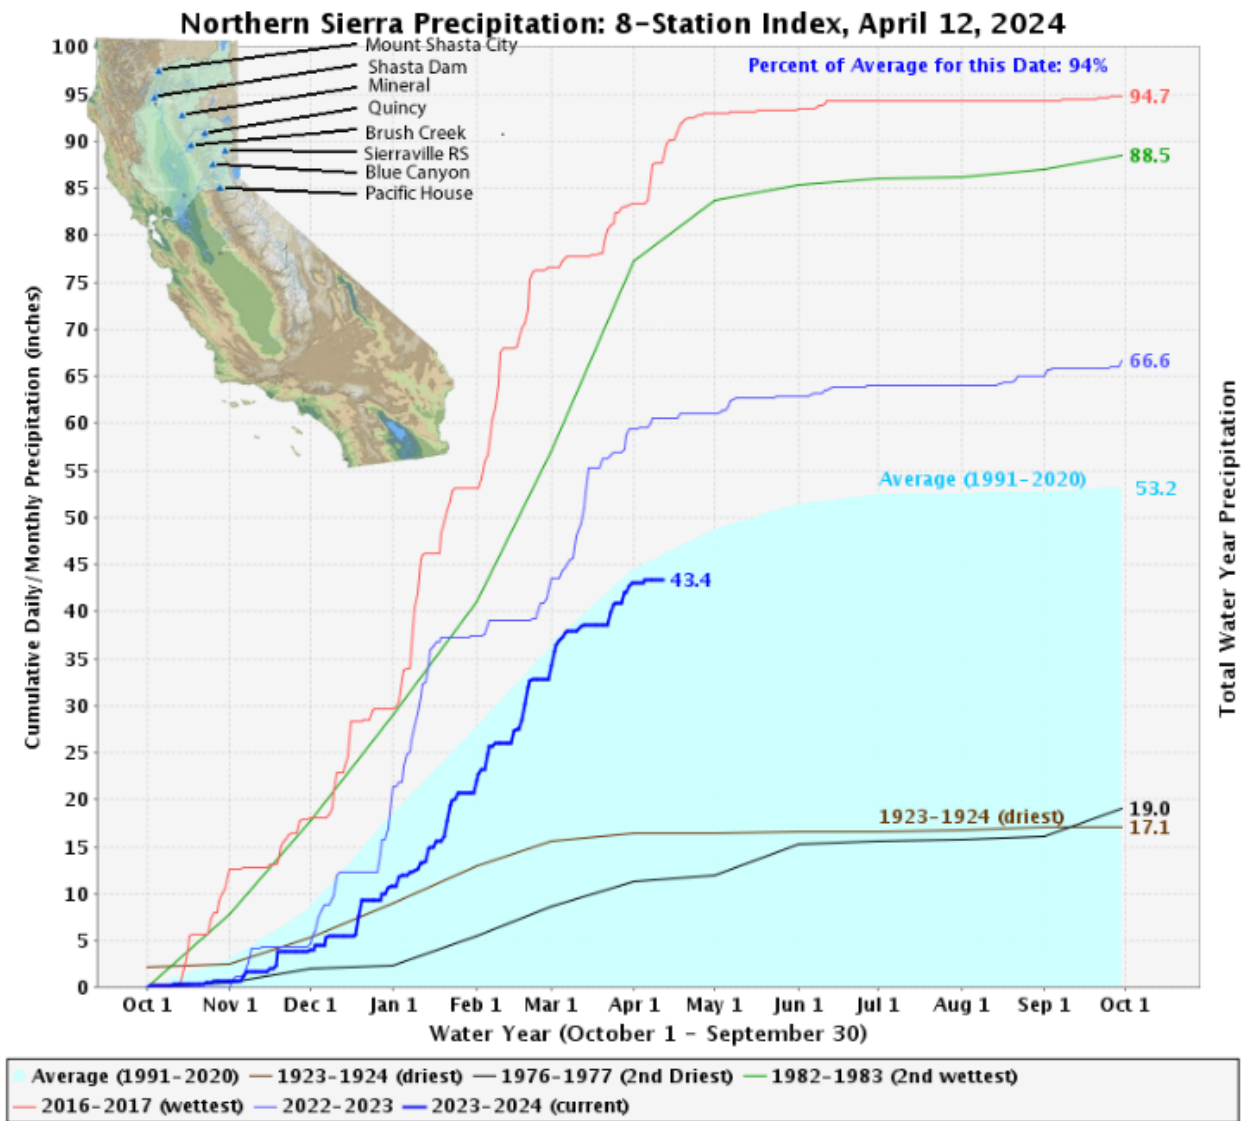 Northern Sierra Precipitation: 8-Station Index, April 12, 2024
Percent of Average for this Date: 94%
Mount Shasta City
Shasta Dam
Mineral
Quincy
Brush Creek
Sierraville RS
Blue Canyon
Pacific House
Cumulative Daily/Monthly Precipitation (inches)
100
95
90
85
80
75
70
65
60
55
50
45
40
35
30
25
20
15
10
5
0
94.7
88.5
66.6
Average (1991-2020)
53.2
43.4
1923-1924 (driest)
19.0
17.1
Total Water Year Precipitation
Oct 1 Nov 1 Dec 1 Jan 1 Feb 1 Mar 1 Apr 1 May 1 Jun 1 Jul 1 Aug 1 Sep 1 Oct 1
Water Year (October 1 - September 30)
Average (1991-2020) 1923-1924 (driest) 1976-1977 (2nd Driest) 1982-1983 (2nd wettest)
2016-2017 (wettest) 2022-2023 2023-2024 (current)